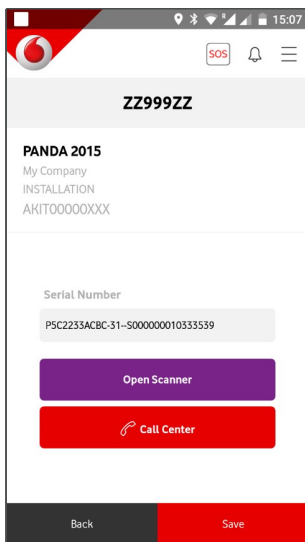 15:07
SOS
ZZ999ZZ
PANDA 2015
My Company
INSTALLATION
AKIT00000XXX
Serial Number
P5C2233ACBC-31--S000000010333539
Open Scanner
Call Center
Back
Save